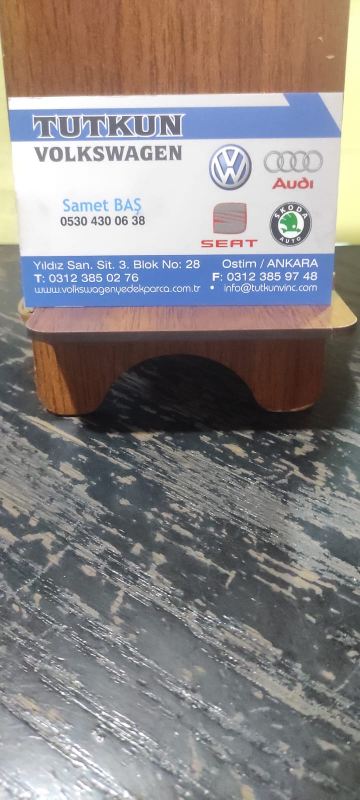 TUTKUN
VOLKSWAGEN
Audi
Samet BAŞ
0530 430 06 38
SEAT
SKODA
AUTO
Yıldız San. Sit. 3. Blok No: 28 Ostim / ANKARA
T: 0312 385 02 76 F: 0312 385 97 48
www.volkswagenyedekparca.com.tr • info@tutkunvinc.com